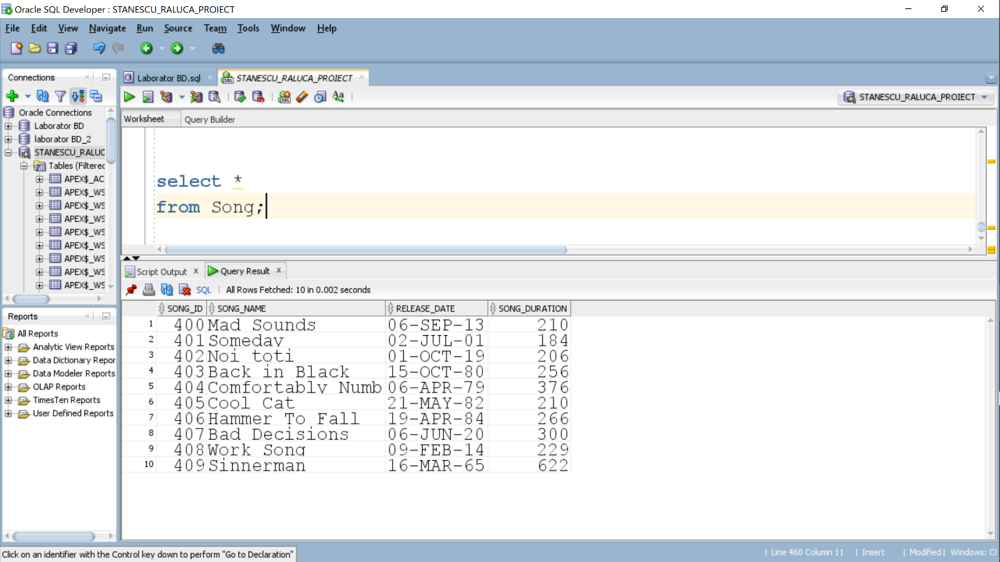 Oracle SQL Developer : STANESCU_RALUCA_PROIECT
File Edit View Navigate Run Source Team Tools Window Help
Connections
Laborator BD.sql
STANESCU_RALUCA_PROIECT
STANESCU_RALUCA_PROIECT
Oracle Connections
Laborator BD
laborator BD_2
STANESCU_RALUC
Tables (Filtered
APEX$_AC
APEX$_WS
APEX$_WS
APEX$_WS
APEX$_WS
APEX$_WS
APEX$_WS
APEX$_WS
APEX$_WS
Worksheet Query Builder
select *
from Song;
Script Output
Query Result
SQL | All Rows Fetched: 10 in 0.002 seconds
SONG_ID SONG_NAME RELEASE_DATE SONG_DURATION
1 400 Mad Sounds 06-SEP-13 210
2 401 Someday 02-JUL-01 184
3 402 Noi toti 01-OCT-19 206
4 403 Back in Black 15-OCT-80 256
5 404 Comfortably Numb 06-APR-79 376
6 405 Cool Cat 21-MAY-82 210
7 406 Hammer To Fall 19-APR-84 266
8 407 Bad Decisions 06-JUN-20 300
9 408 Work Song 09-FEB-14 229
10 409 Sinnerman 16-MAR-65 622
Reports
All Reports
Analytic View Reports
Data Dictionary Repor
Data Modeler Reports
OLAP Reports
TimesTen Reports
User Defined Reports
Click on an identifier with the Control key down to perform "Go to Declaration"
| Line 468 Column 11 | Insert | Modified | Windows: Cl